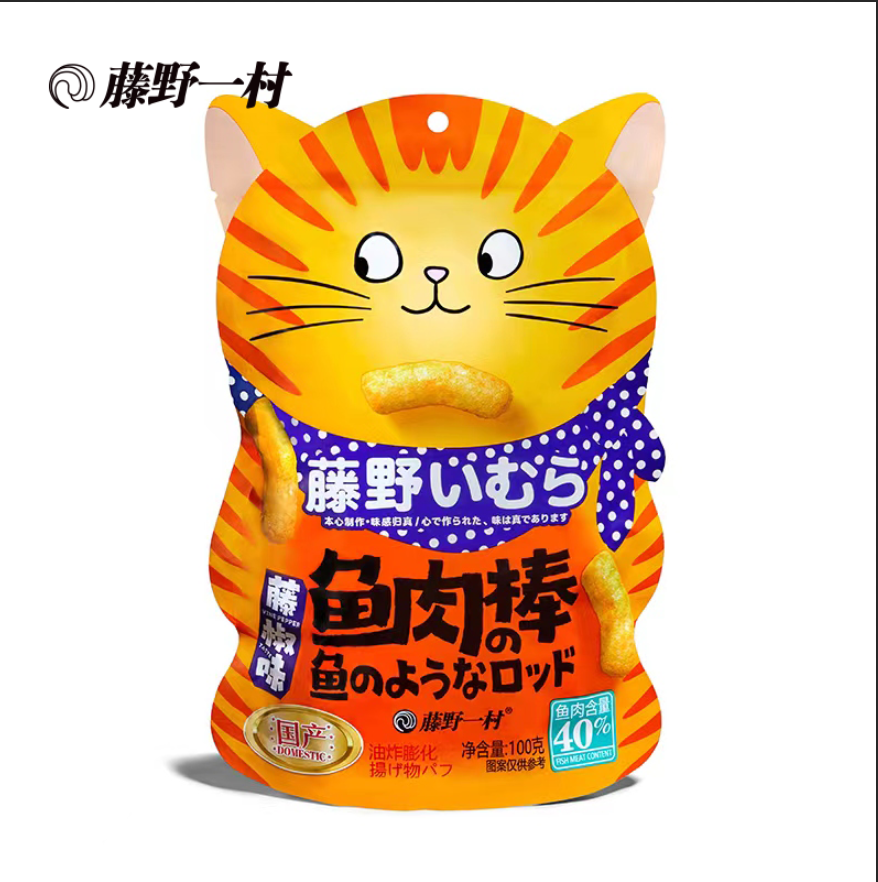 藤野一村
藤野いむら
本心制作·味感归真/心で作られた、味は真であります
鱼肉棒
の
鱼のようなロッド
藤椒味
VINE PEPPER
TASTE
藤野一村®
国产
DOMESTIC
油炸膨化
揚げ物パフ
净含量:100克
图案仅供参考
鱼肉含量
40%
FISH MEAT CONTENT